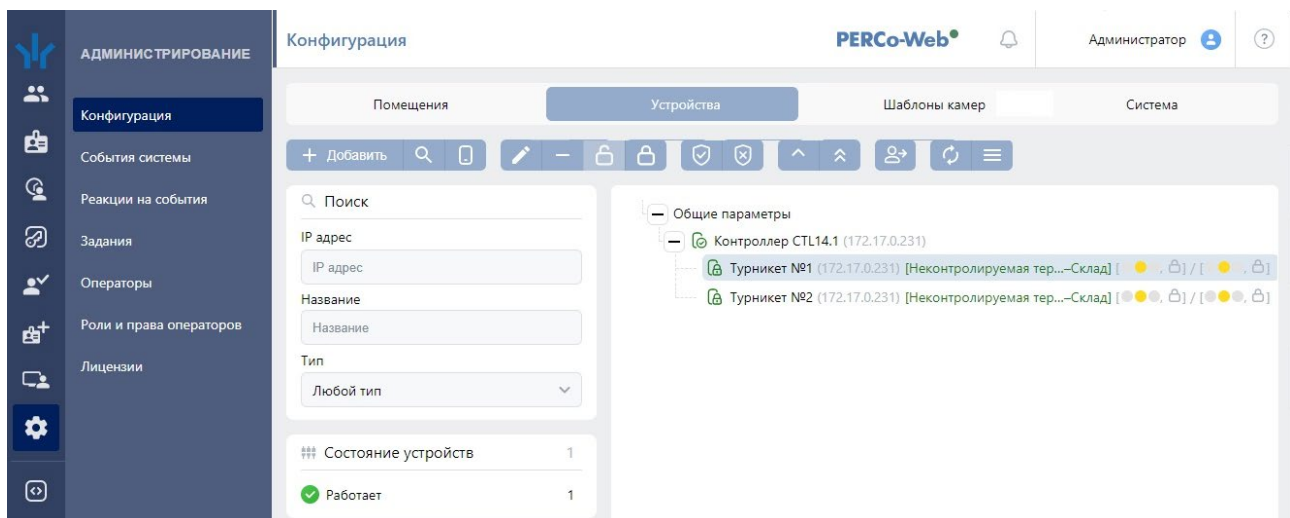 АДМИНИСТРИРОВАНИЕ
Конфигурация
События системы
Реакции на события
Задания
Операторы
Роли и права операторов
Лицензии
Конфигурация
PERCo-Web
Администратор
?
Помещения
Устройства
Шаблоны камер
Система
+ Добавить
Поиск
IP адрес
IP адрес
Название
Название
Тип
Любой тип
Состояние устройств 1
Работает 1
Общие параметры
Контроллер CTL14.1 (172.17.0.231)
Турникет №1 (172.17.0.231) [Неконтролируемая тер...–Склад] [ , ] / [ , ]
Турникет №2 (172.17.0.231) [Неконтролируемая тер...–Склад] [ , ] / [ , ]